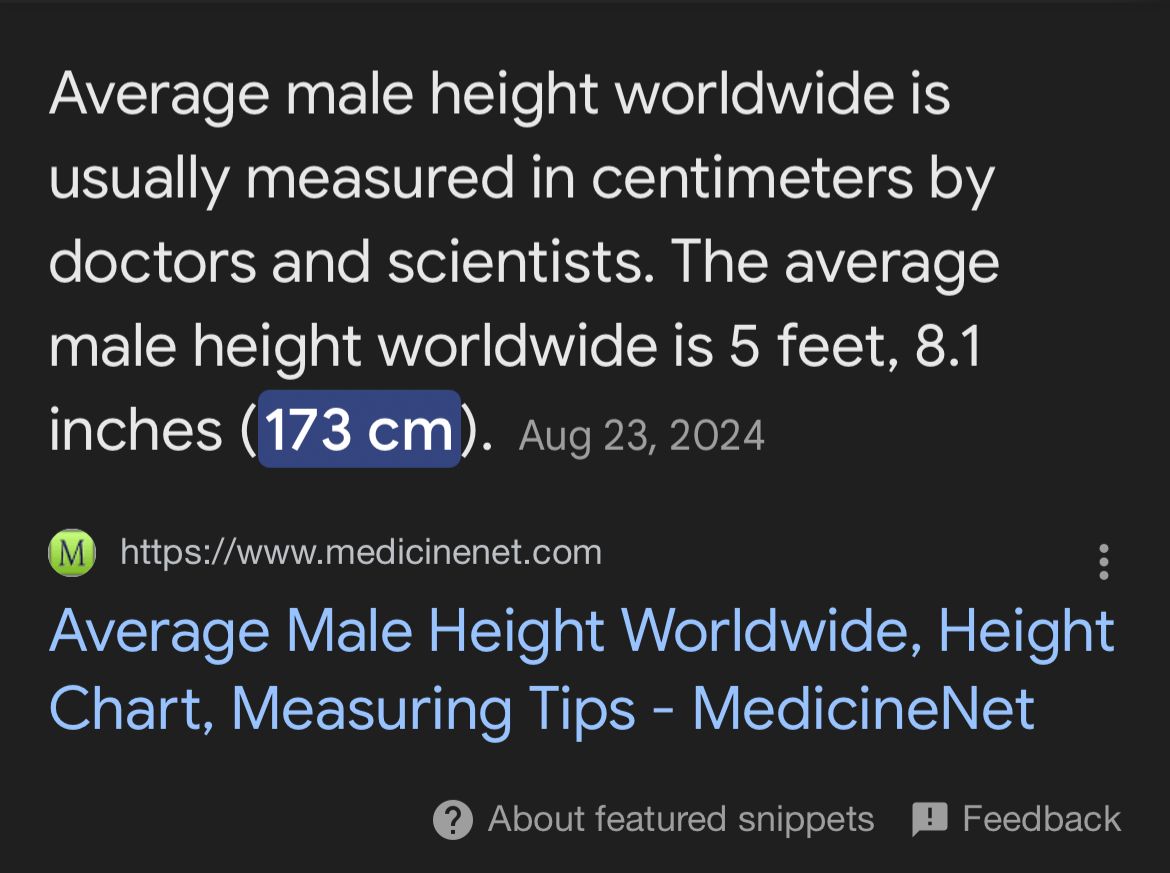 Average male height worldwide is
usually measured in centimeters by
doctors and scientists. The average
male height worldwide is 5 feet, 8.1
inches (173 cm). Aug 23, 2024
M https://www.medicinenet.com
Average Male Height Worldwide, Height
Chart, Measuring Tips - MedicineNet
? About featured snippets ! Feedback